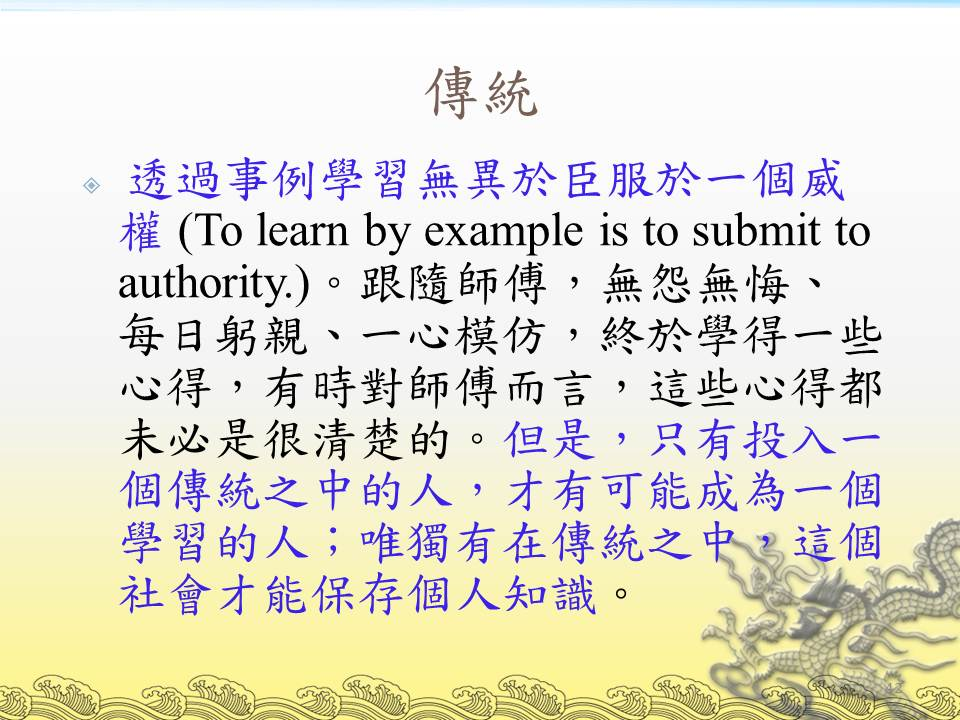 傳統
透過事例學習無異於臣服於一個威
權 (To learn by example is to submit to
authority.)。跟隨師傅，無怨無悔、
每日躬親、一心模仿，終於學得一些
心得，有時對師傅而言，這些心得都
未必是很清楚的。但是，只有投入一
個傳統之中的人，才有可能成為一個
學習的人；唯獨有在傳統之中，這個
社會才能保存個人知識。
42